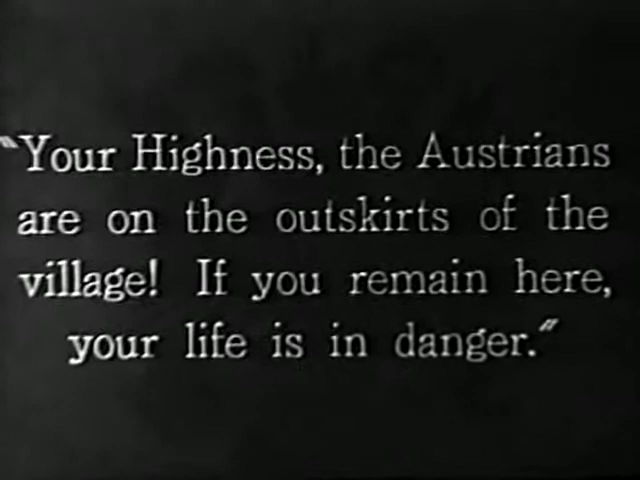 "Your Highness, the Austrians
are on the outskirts of the
village! If you remain here,
your life is in danger."